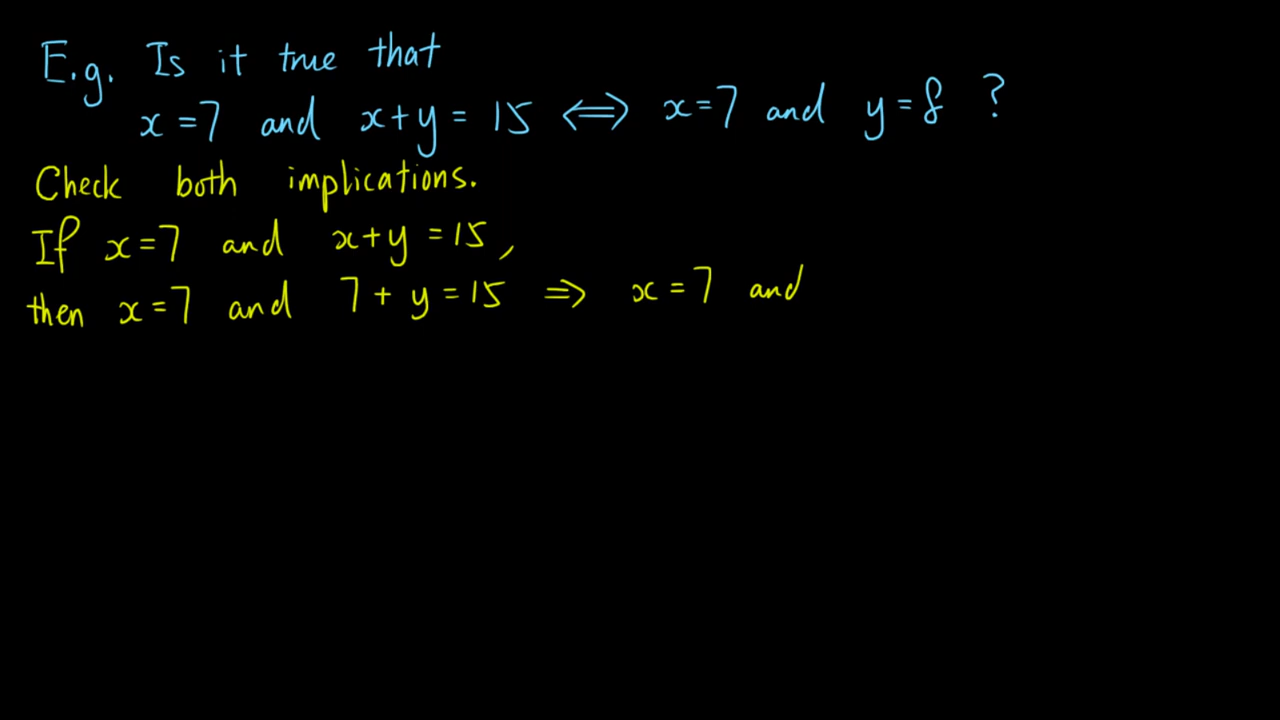 E.g. Is it true that
x = 7 and x + y = 15 ⟺ x = 7 and y = 8 ?
Check both implications.
If x = 7 and x + y = 15,
then x = 7 and 7 + y = 15 ⇒ x = 7 and